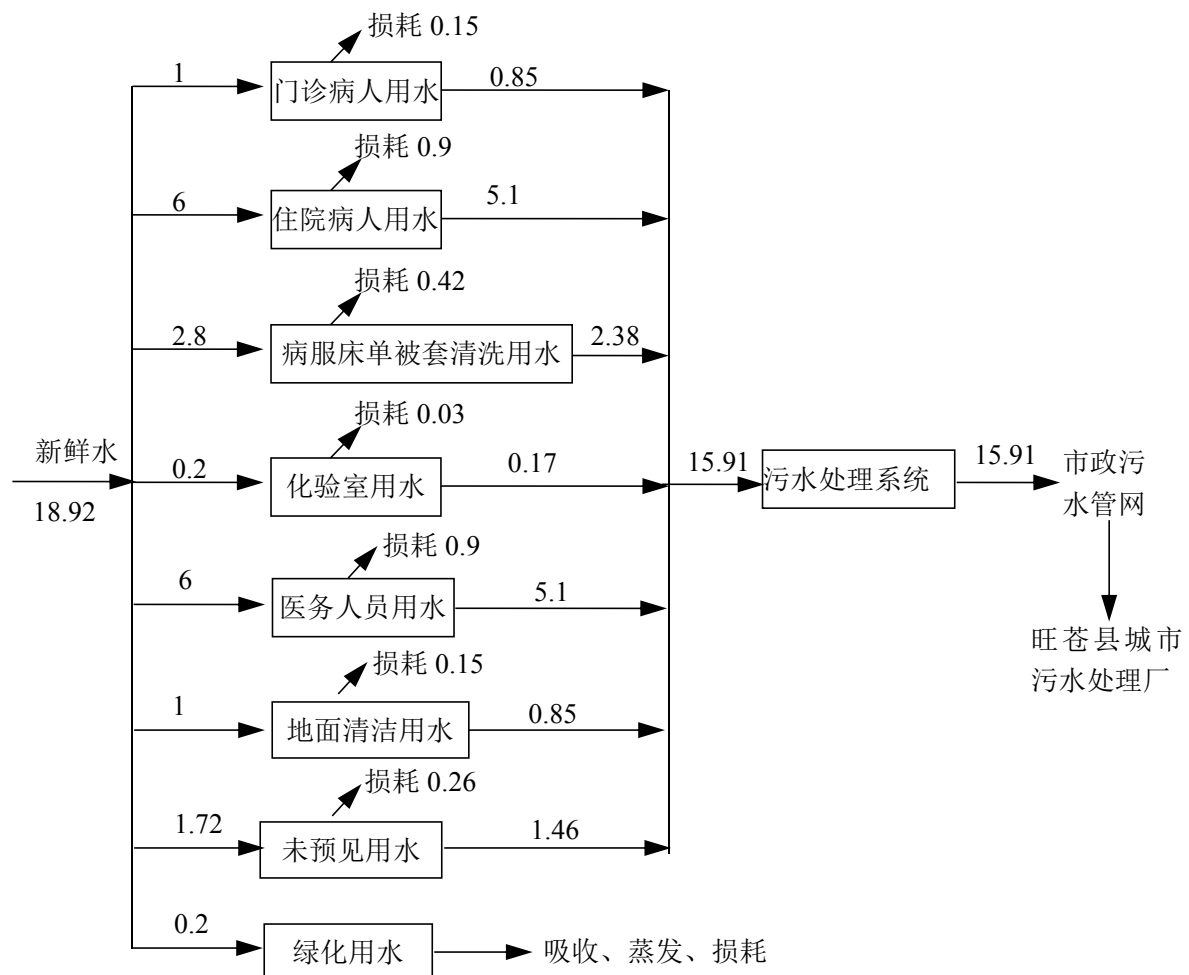 损耗 0.15
1
门诊病人用水
0.85
损耗 0.9
6
住院病人用水
5.1
损耗 0.42
2.8
病服床单被套清洗用水
2.38
损耗 0.03
新鲜水
18.92
0.2
化验室用水
0.17
15.91
污水处理系统
15.91
市政污
水管网
损耗 0.9
6
医务人员用水
5.1
旺苍县城市
污水处理厂
损耗 0.15
1
地面清洁用水
0.85
损耗 0.26
1.72
未预见用水
1.46
0.2
绿化用水
吸收、蒸发、损耗